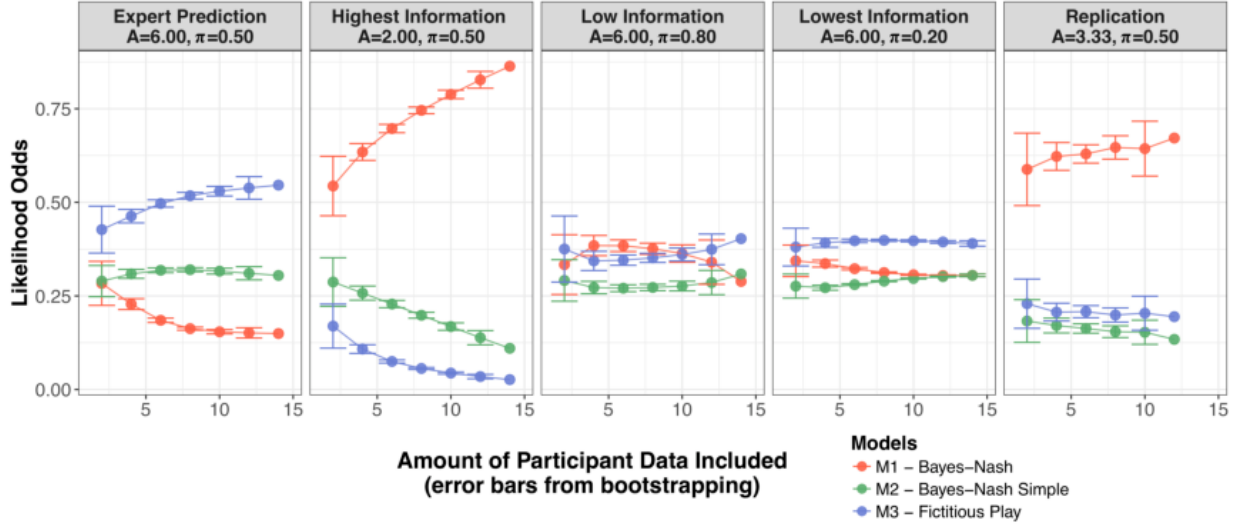 Expert Prediction
A=6.00, π=0.50
Highest Information
A=2.00, π=0.50
Low Information
A=6.00, π=0.80
Lowest Information
A=6.00, π=0.20
Replication
A=3.33, π=0.50
Likelihood Odds
0.75
0.50
0.25
0.00
5 10 15
5 10 15
5 10 15
5 10 15
5 10 15
Amount of Participant Data Included
(error bars from bootstrapping)
Models
M1 − Bayes−Nash
M2 − Bayes−Nash Simple
M3 − Fictitious Play